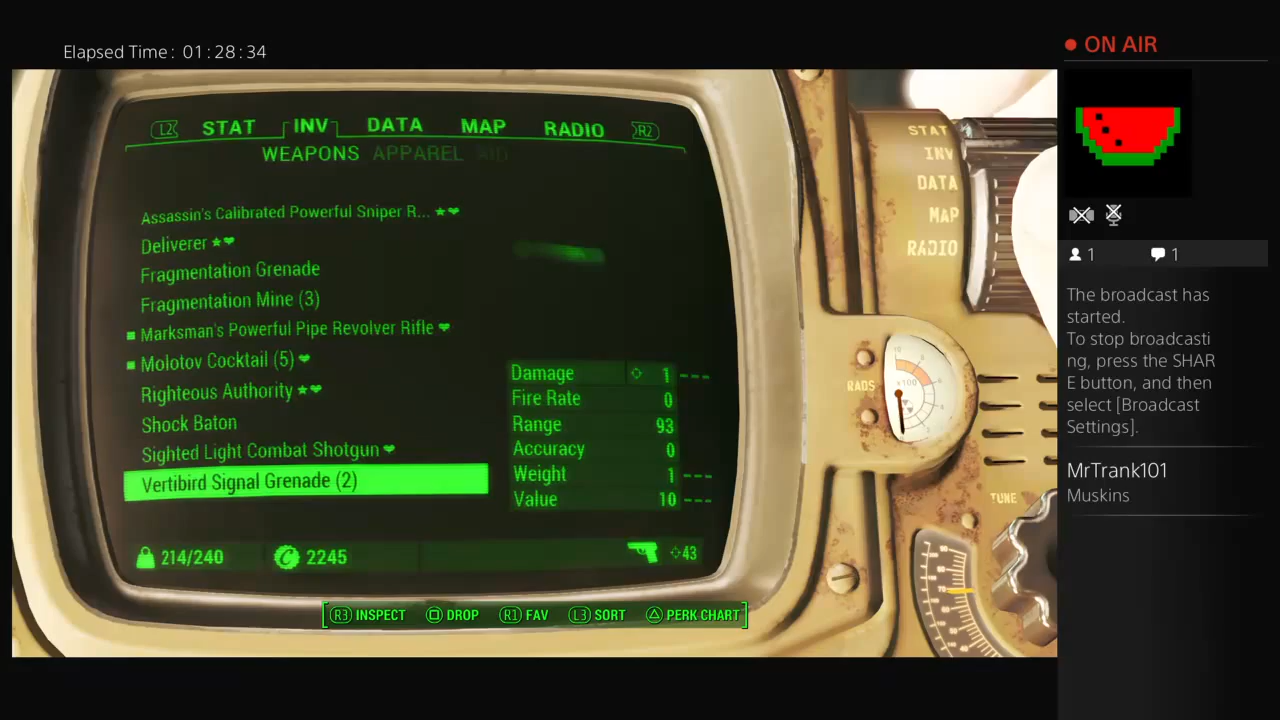 Elapsed Time: 01:28:34
ON AIR
L2 STAT INV DATA MAP RADIO R2
WEAPONS APPAREL AID
Assassin's Calibrated Powerful Sniper R...
Deliverer
Fragmentation Grenade
Fragmentation Mine (3)
Marksman's Powerful Pipe Revolver Rifle
Molotov Cocktail (5)
Righteous Authority
Shock Baton
Sighted Light Combat Shotgun
Vertibird Signal Grenade (2)
Damage 1
Fire Rate 0
Range 93
Accuracy 0
Weight 1
Value 10
214/240 2245 43
R3 INSPECT DROP R1 FAV L3 SORT PERK CHART
STAT
INV
DATA
MAP
RADIO
RADS
x100
TUNE
1 1
The broadcast has
started.
To stop broadcasti
ng, press the SHAR
E button, and then
select [Broadcast
Settings].
MrTrank101
Muskins